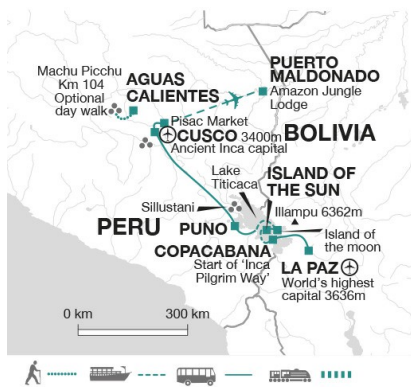 Machu Picchu
Km 104
Optional
day walk
AGUAS
CALIENTES
PUERTO
MALDONADO
Amazon Jungle
Lodge
Pisac Market
CUSCO 3400m
Ancient Inca capital
BOLIVIA
Lake
Titicaca
ISLAND OF
THE SUN
Sillustani
Illampu 6362m
PERU
PUNO
Island of
the moon
COPACABANA
Start of ‘Inca
Pilgrim Way’
LA PAZ
World's highest
capital 3636m
0 km
300 km